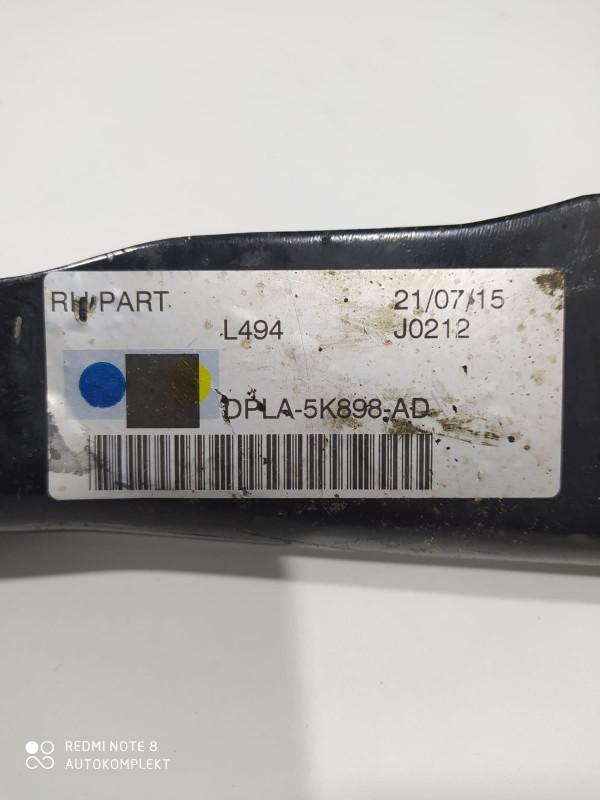 RH PART 21/07/15
L494 J0212
DPLA-5K898-AD
REDMI NOTE 8
AUTOKOMPLEKT